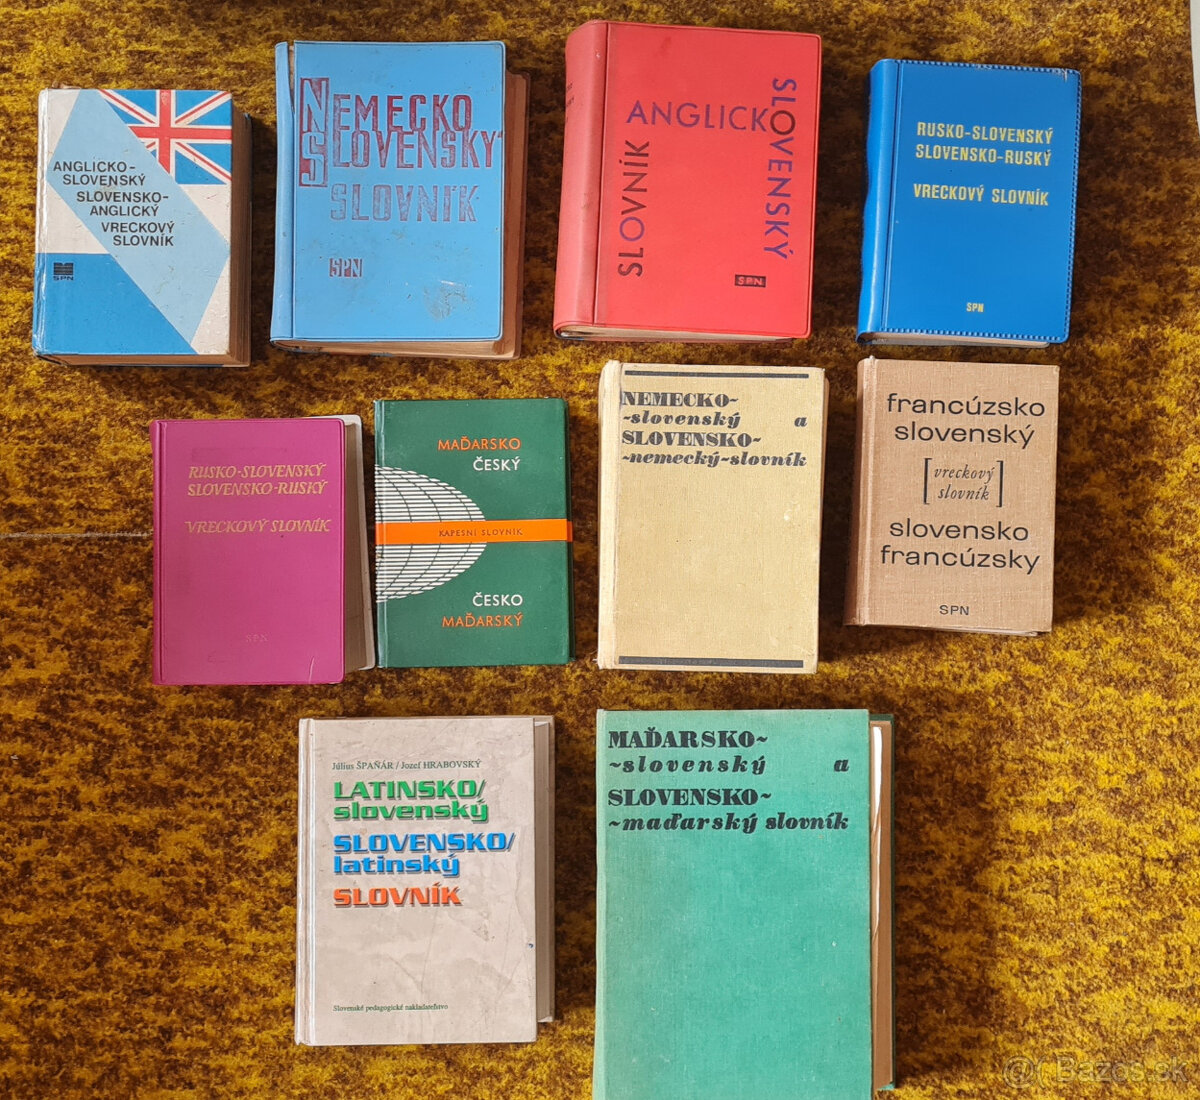 ANGLICKO-
SLOVENSKÝ
SLOVENSKO-
ANGLICKÝ
VRECKOVÝ
SLOVNÍK
SPN
NEMECKO
SLOVENSKÝ
SLOVNÍK
SPN
SLOVNÍK
ANGLICKO
SLOVENSKÝ
SPN
RUSKO-SLOVENSKÝ
SLOVENSKO-RUSKÝ
VRECKOVÝ SLOVNÍK
SPN
RUSKO-SLOVENSKÝ
SLOVENSKO-RUSKÝ
VRECKOVÝ SLOVNÍK
SPN
MAĎARSKO
ČESKÝ
KAPESNÍ SLOVNÍK
ČESKO
MAĎARSKÝ
NEMECKO-
-slovenský a
SLOVENSKO-
-nemecký-slovník
francúzsko
slovenský
[vreckový
slovník]
slovensko
francúzsky
SPN
Július ŠPAŇÁR / Jozef HRABOVSKÝ
LATINSKO/
slovenský
SLOVENSKO/
latinský
SLOVNÍK
Slovenské pedagogické nakladateľstvo
MAĎARSKO-
-slovenský a
SLOVENSKO-
-maďarský slovník
Bazos.sk